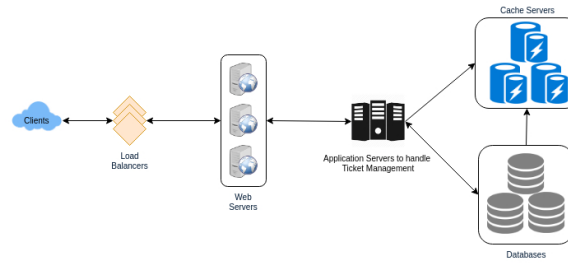 Cache Servers
Clients
Load
Balancers
Web
Servers
Application Servers to handle
Ticket Management
Databases